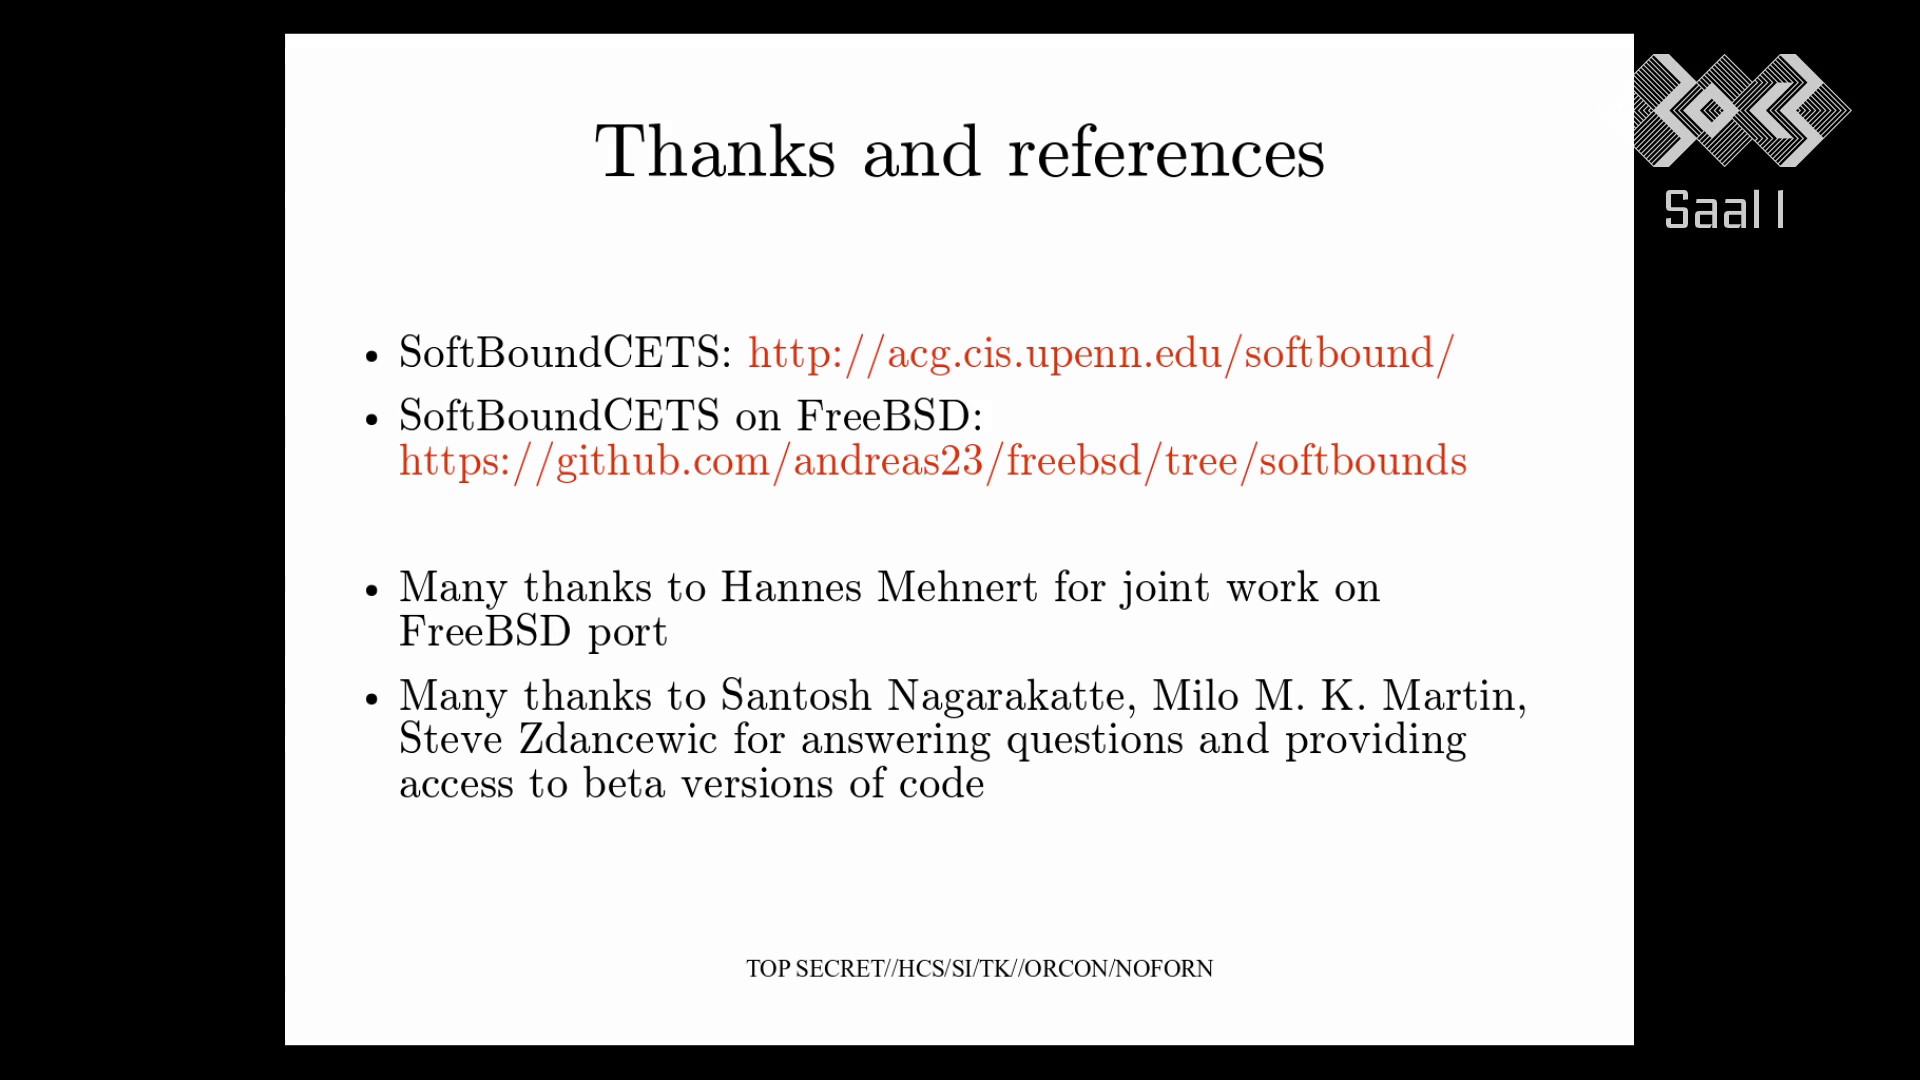 Thanks and references
Saal 1
• SoftBoundCETS: http://acg.cis.upenn.edu/softbound/
• SoftBoundCETS on FreeBSD:
https://github.com/andreas23/freebsd/tree/softbounds
• Many thanks to Hannes Mehnert for joint work on
FreeBSD port
• Many thanks to Santosh Nagarakatte, Milo M. K. Martin,
Steve Zdancewic for answering questions and providing
access to beta versions of code
TOP SECRET//HCS/SI/TK//ORCON/NOFORN